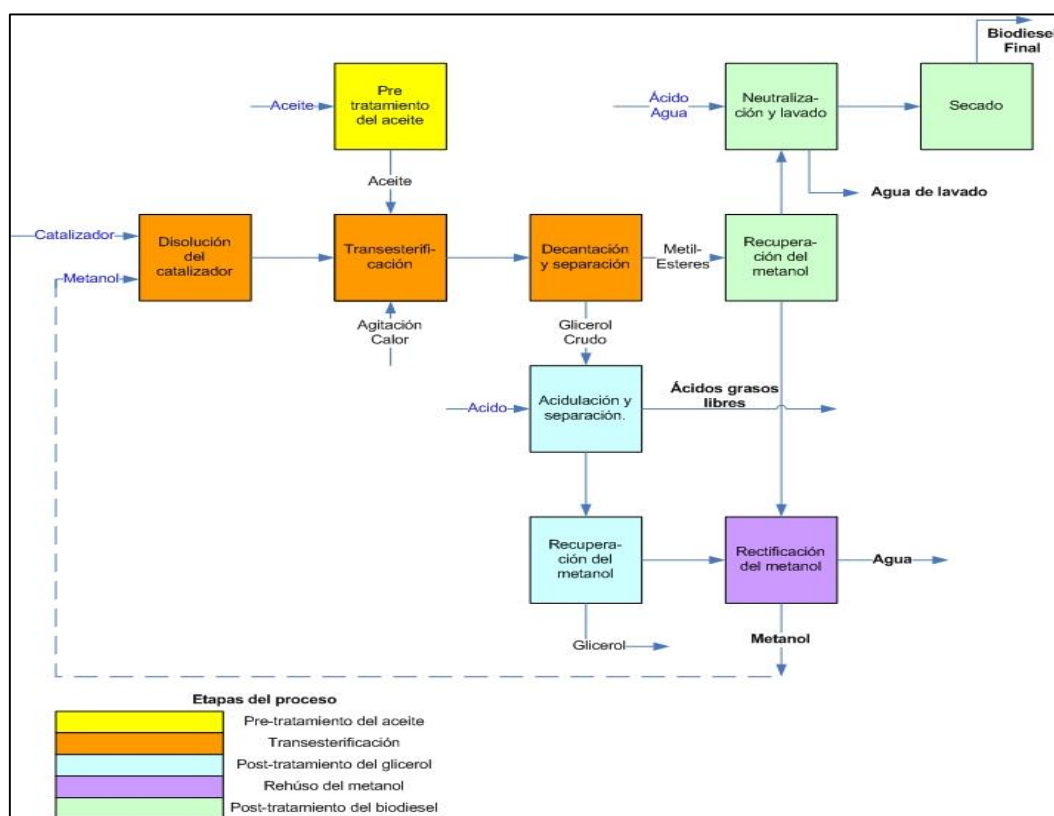 Biodiesel
Final
Aceite
Pre
tratamiento
del aceite
Ácido
Agua
Neutraliza-
ción y lavado
Secado
Aceite
Agua de lavado
Catalizador
Metanol
Disolución
del
catalizador
Transesterifi-
cación
Decantación
y separación
Metil-
Esteres
Recupera-
ción del
metanol
Agitación
Calor
Glicerol
Crudo
Acido
Acidulación y
separación.
Ácidos grasos
libres
Recupera-
ción del
metanol
Rectificación
del metanol
Agua
Glicerol
Metanol
Etapas del proceso
Pre-tratamiento del aceite
Transesterificación
Post-tratamiento del glicerol
Rehúso del metanol
Post-tratamiento del biodiesel